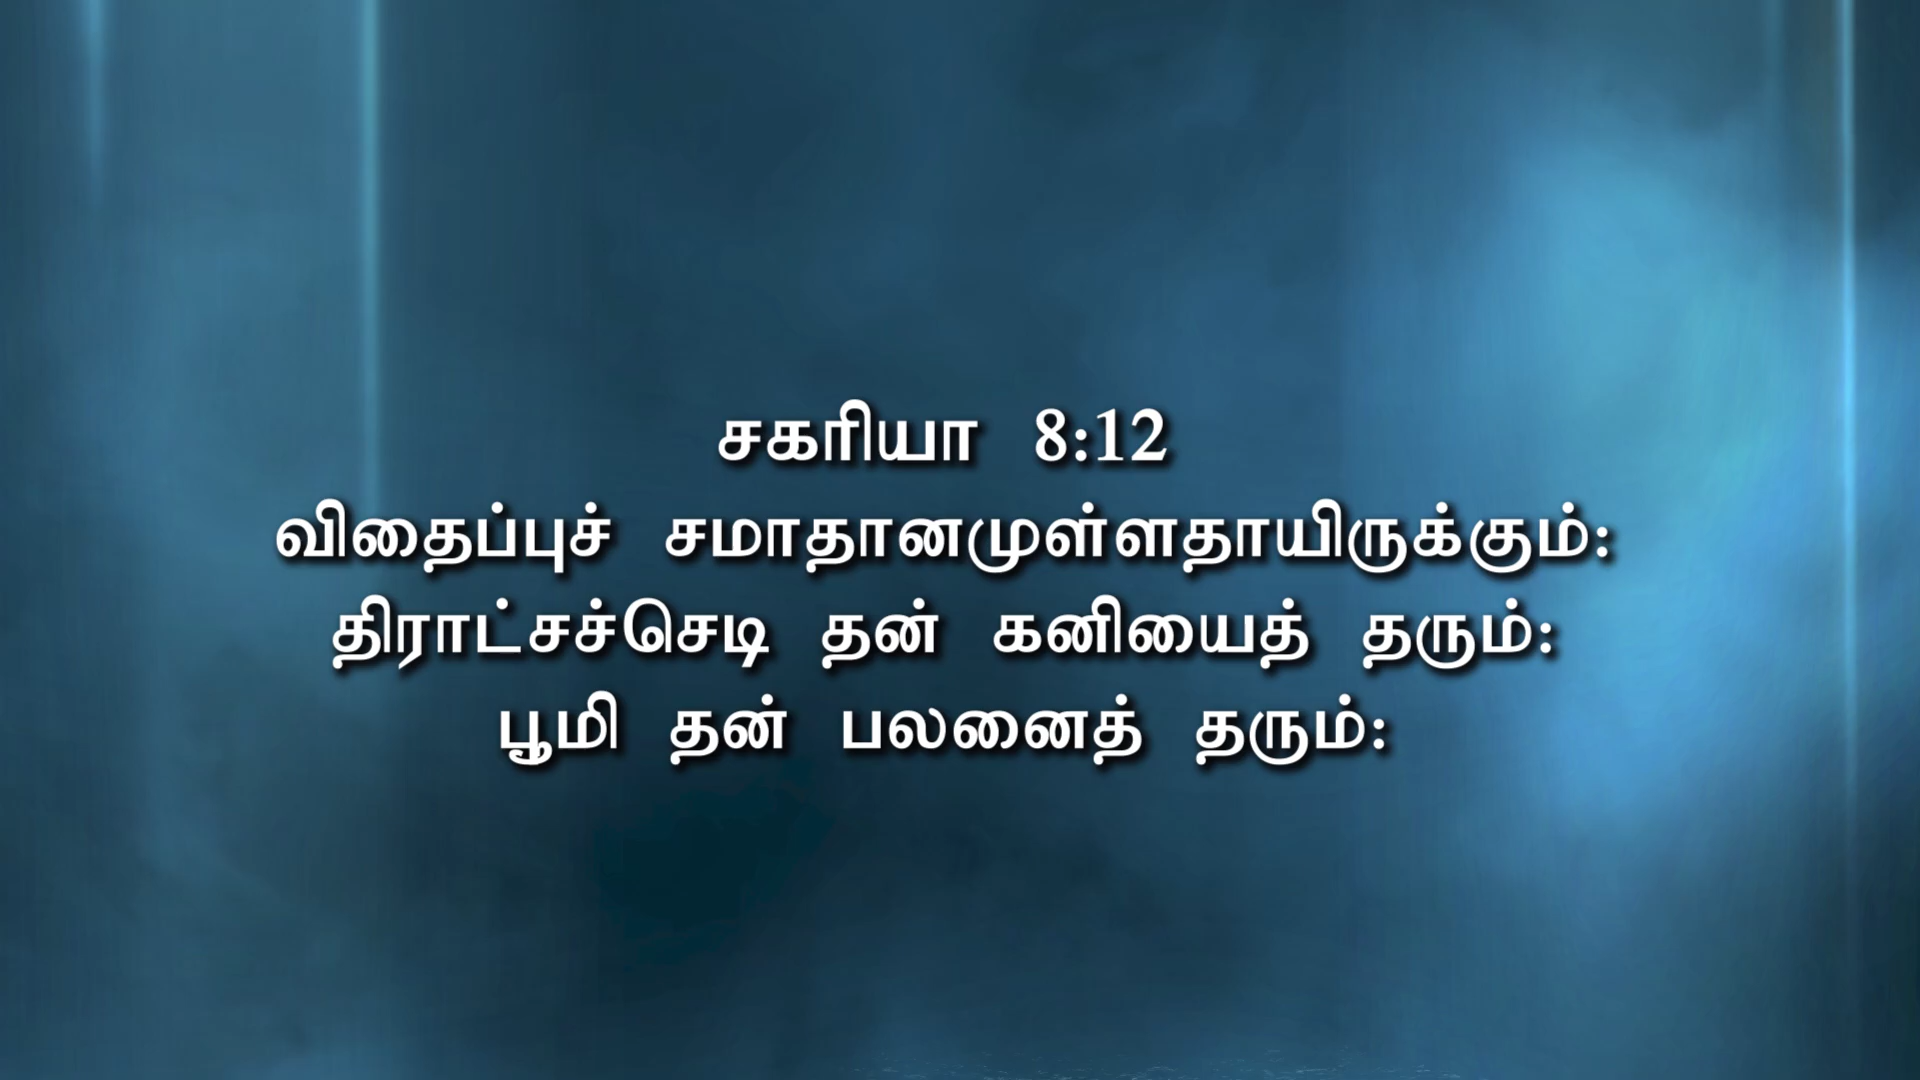 சகரியா 8:12
விதைப்புச் சமாதானமுள்ளதாயிருக்கும்:
திராட்சச்செடி தன் கனியைத் தரும்:
பூமி தன் பலனைத் தரும்: